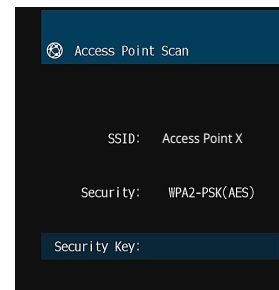 Access Point Scan
SSID: Access Point X
Security: WPA2-PSK(AES)
Security Key: